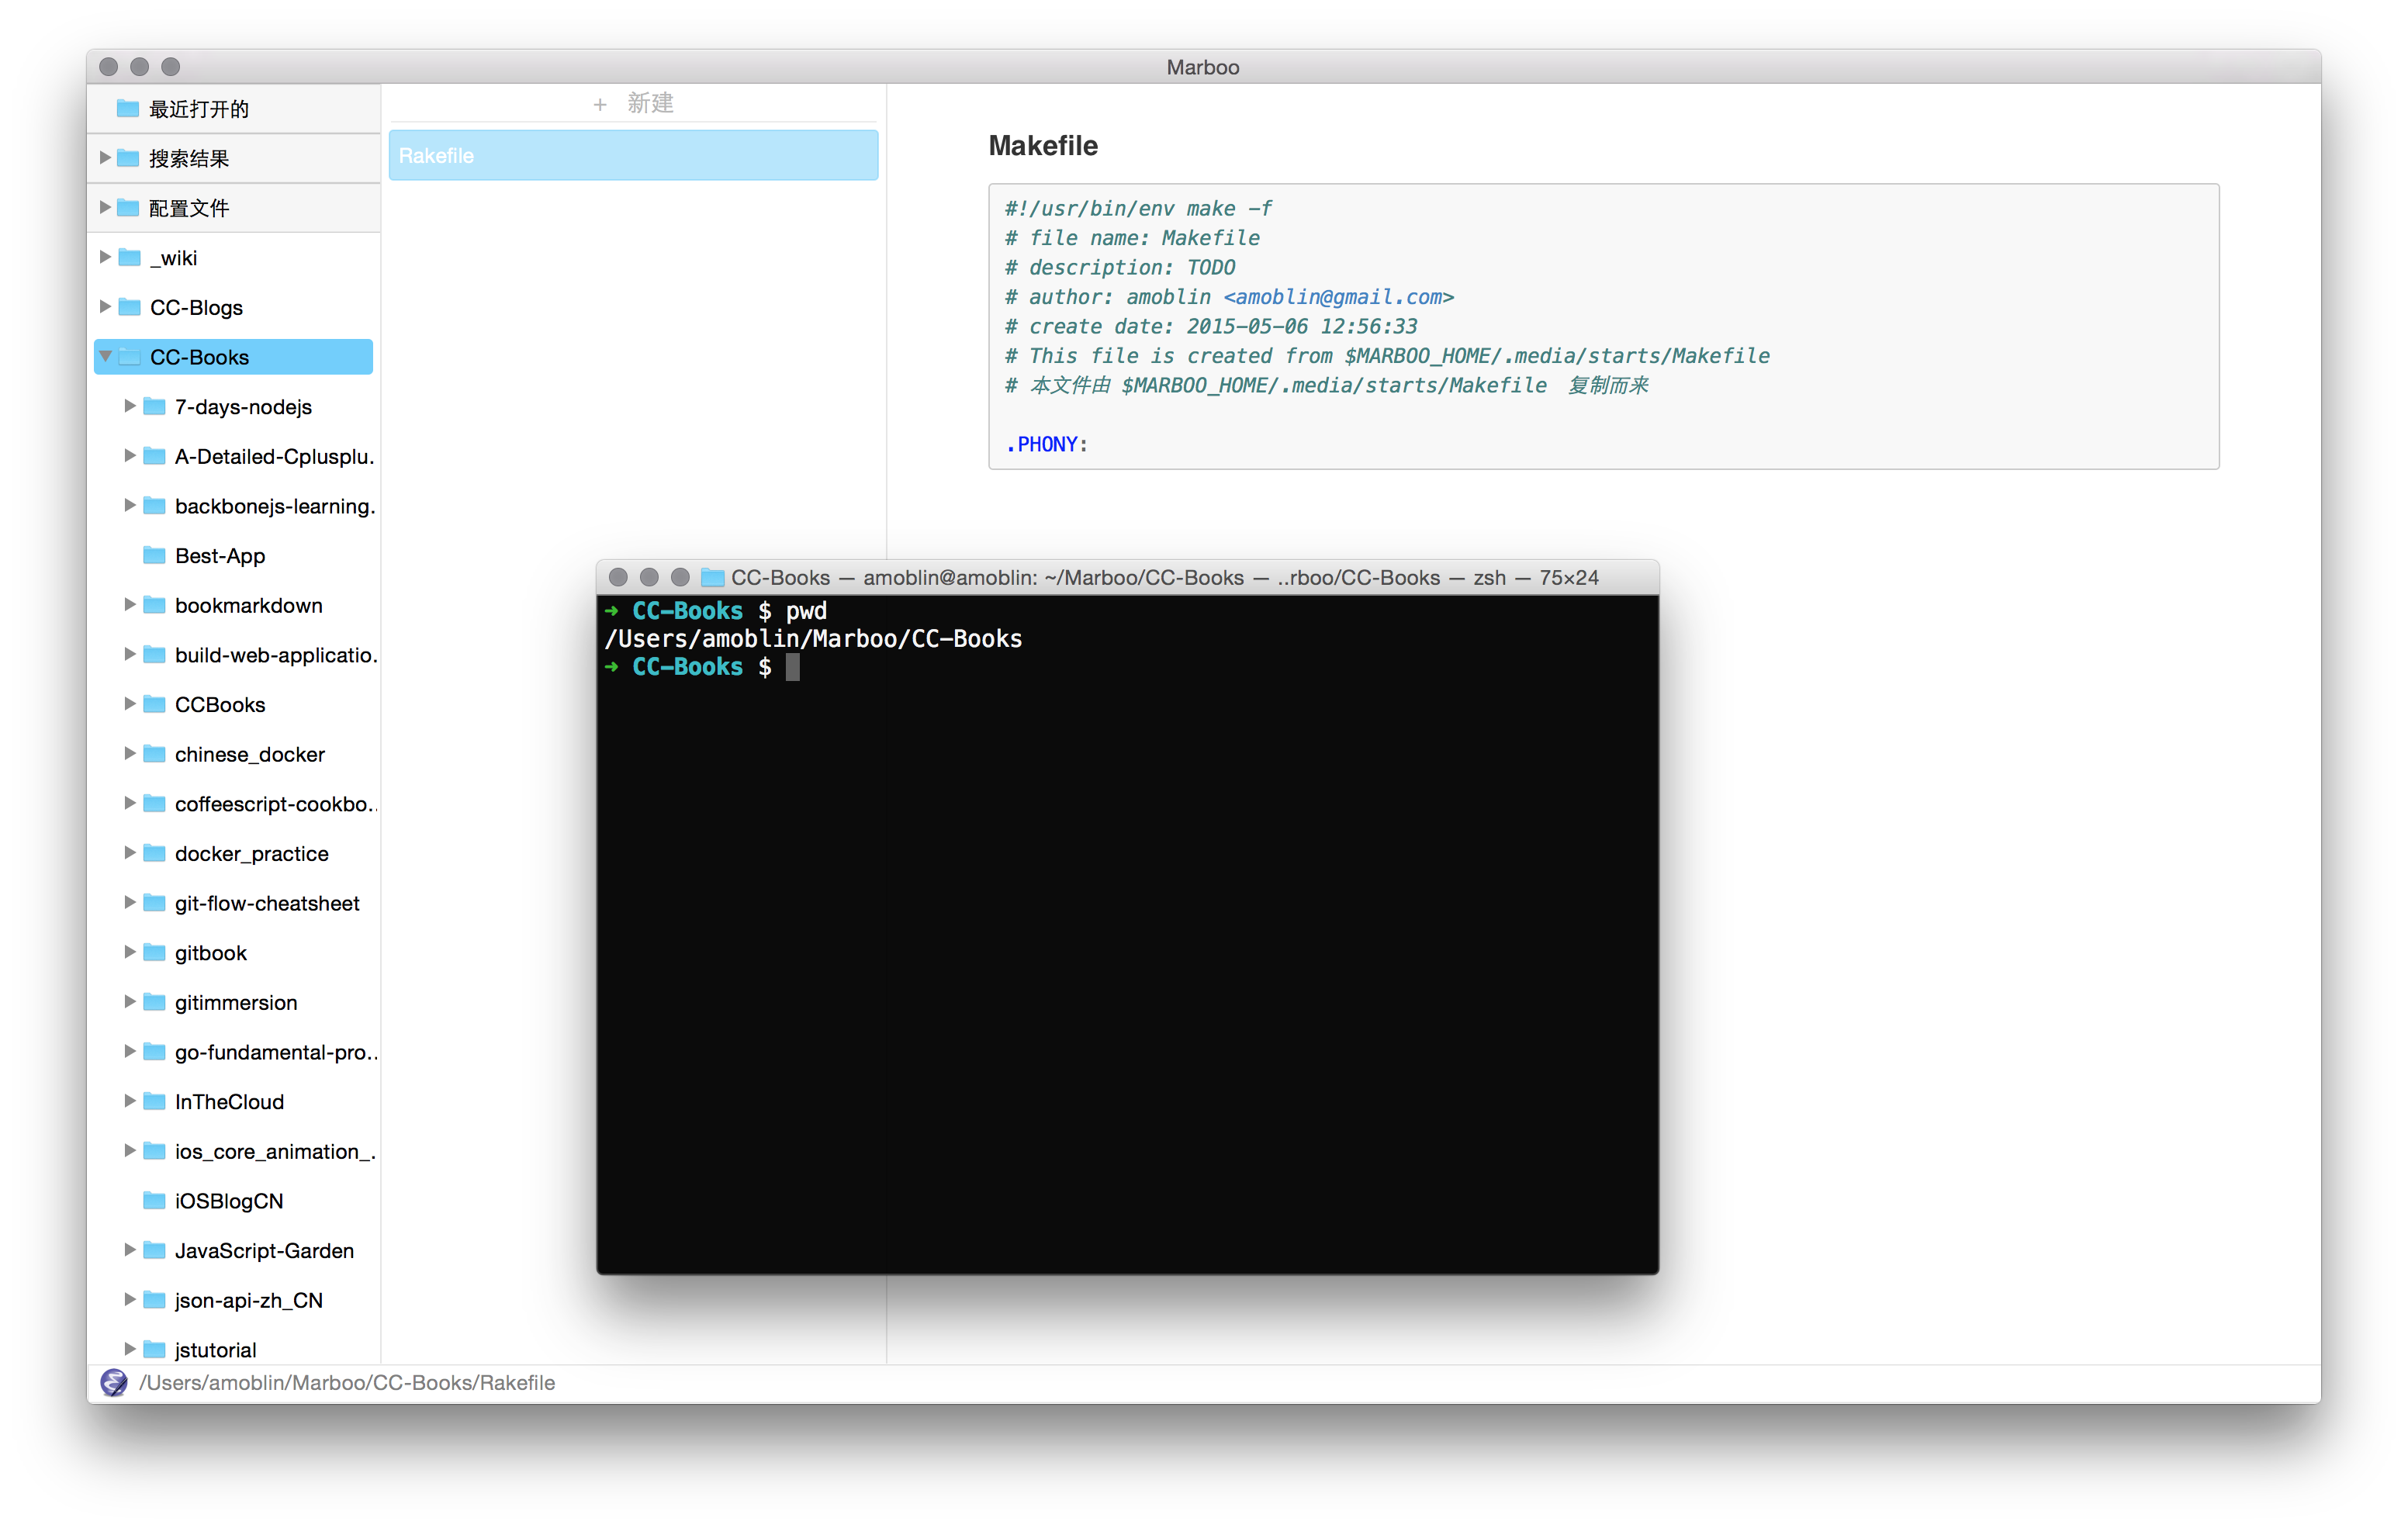 Marboo
最近打开的
搜索结果
配置文件
_wiki
CC-Blogs
CC-Books
7-days-nodejs
A-Detailed-Cplusplu.
backbonejs-learning.
Best-App
bookmarkdown
build-web-applicatio.
CCBooks
chinese_docker
coffeescript-cookbo..
docker_practice
git-flow-cheatsheet
gitbook
gitimmersion
go-fundamental-pro..
InTheCloud
ios_core_animation_.
iOSBlogCN
JavaScript-Garden
json-api-zh_CN
jstutorial
+ 新建
Rakefile
Makefile
#!/usr/bin/env make -f
# file name: Makefile
# description: TODO
# author: amoblin <amoblin@gmail.com>
# create date: 2015-05-06 12:56:33
# This file is created from $MARBOO_HOME/.media/starts/Makefile
# 本文件由 $MARBOO_HOME/.media/starts/Makefile 复制而来
.PHONY:
CC-Books — amoblin@amoblin: ~/Marboo/CC-Books — ..rboo/CC-Books — zsh — 75×24
➜ CC-Books $ pwd
/Users/amoblin/Marboo/CC-Books
➜ CC-Books $
/Users/amoblin/Marboo/CC-Books/Rakefile